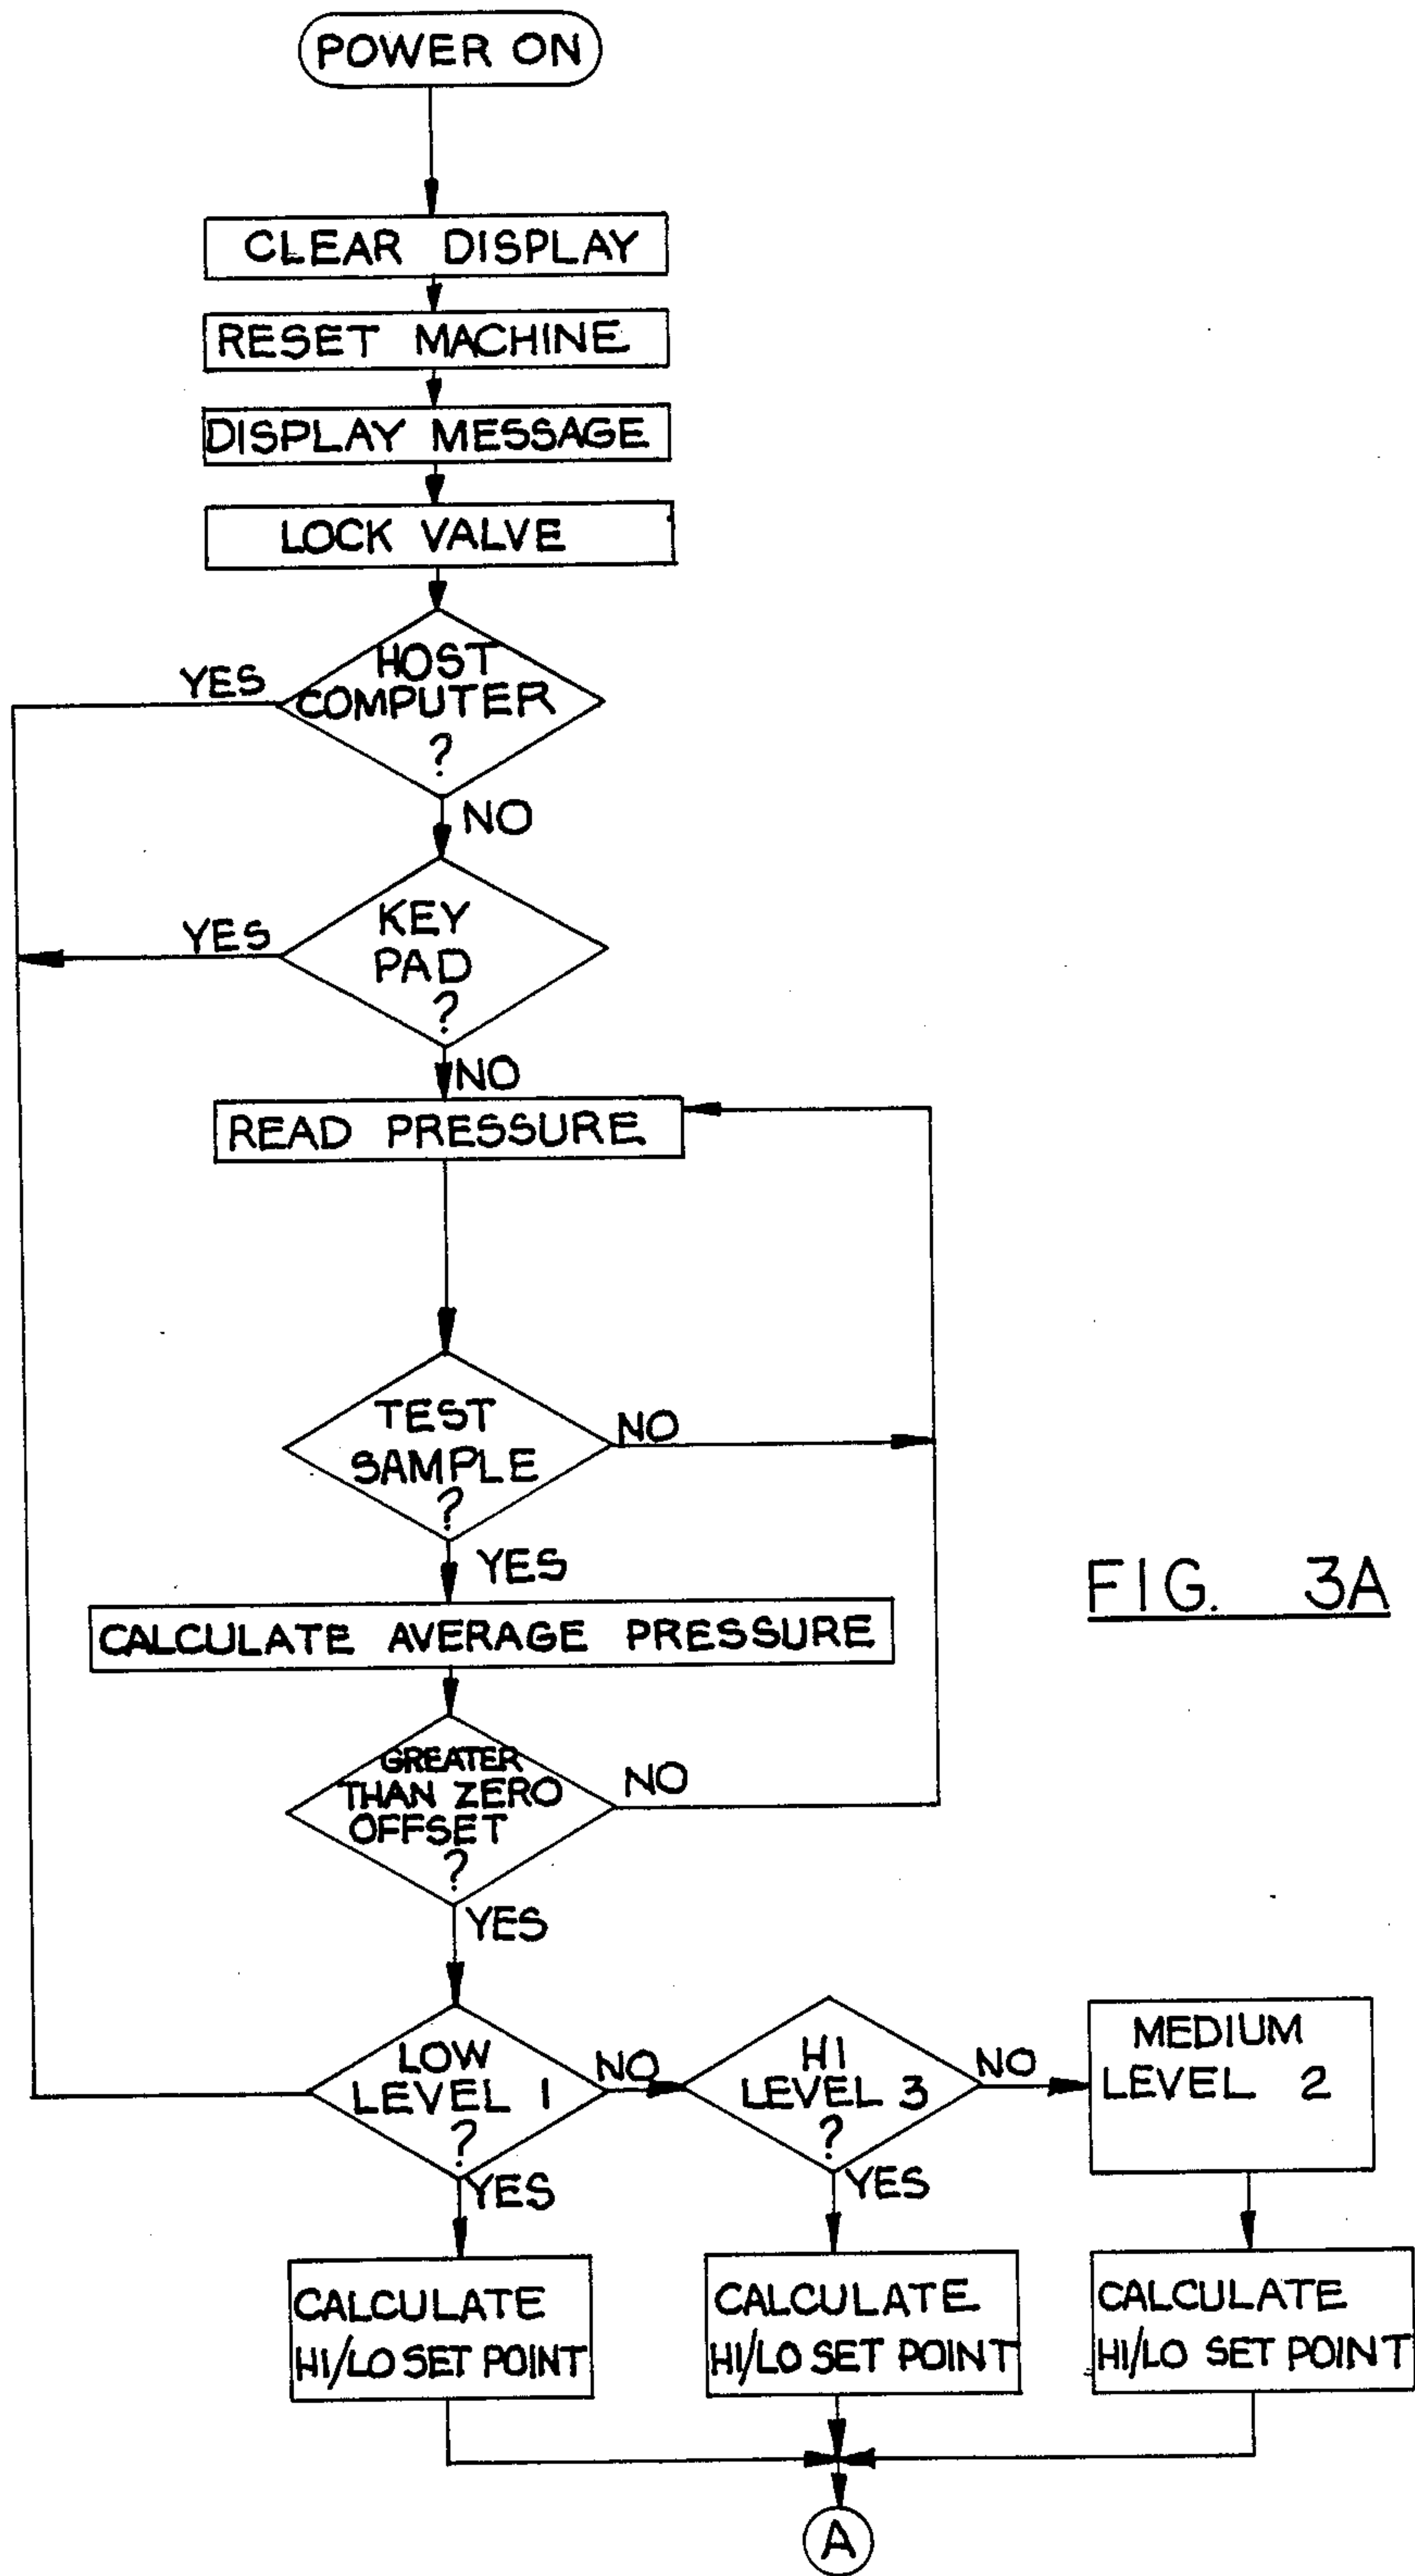 POWER ON
CLEAR DISPLAY
RESET MACHINE
DISPLAY MESSAGE
LOCK VALVE
HOST
COMPUTER
?
YES
NO
KEY
PAD
?
YES
NO
READ PRESSURE
TEST
SAMPLE
?
NO
YES
CALCULATE AVERAGE PRESSURE
FIG. 3A
GREATER
THAN ZERO
OFFSET
?
NO
YES
LOW
LEVEL 1
?
NO
YES
HI
LEVEL 3
?
NO
YES
MEDIUM
LEVEL 2
CALCULATE
HI/LO SET POINT
CALCULATE
HI/LO SET POINT
CALCULATE
HI/LO SET POINT
A